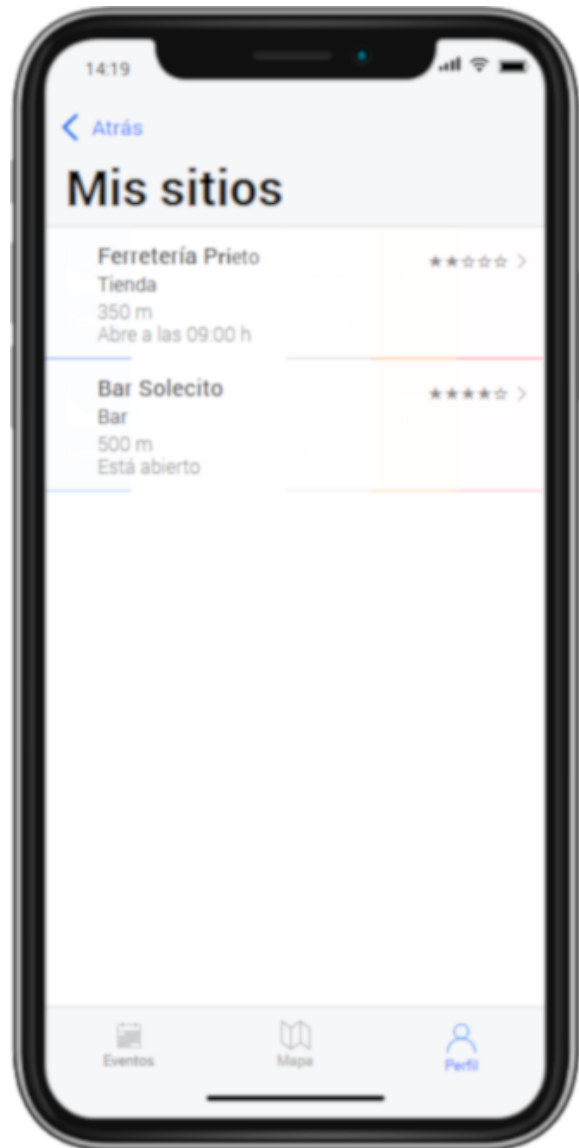 14:19
Atrás
Mis sitios
Ferretería Prieto
★★☆☆☆
Tienda
350 m
Abre a las 09:00 h
Bar Solecito
★★★★☆
Bar
500 m
Está abierto
Eventos
Mapa
Perfil